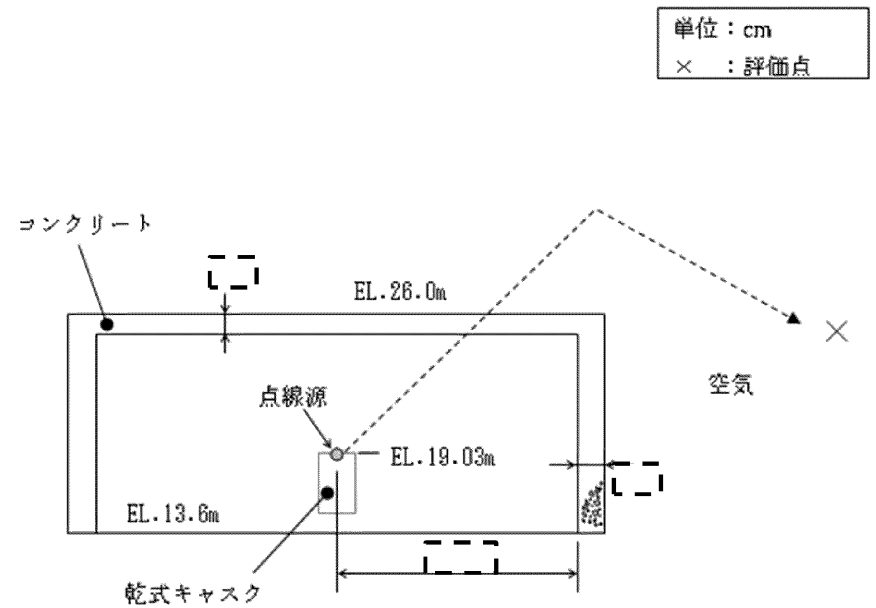 単位：cm
×　：評価点
コンクリート
EL.26.0m
点線源
空気
EL.19.03m
EL.13.6m
乾式キャスク